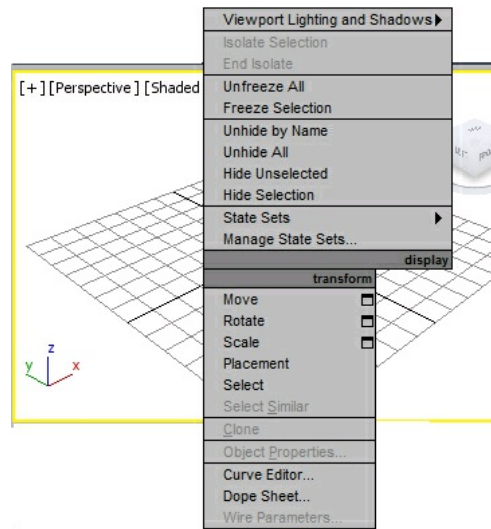 Viewport Lighting and Shadows
Isolate Selection
End Isolate
[+][Perspective][Shaded
Unfreeze All
Freeze Selection
Unhide by Name
Unhide All
Hide Unselected
Hide Selection
State Sets
Manage State Sets...
display
transform
Move
Rotate
Scale
Placement
Select
Select Similar
Clone
Object Properties...
Curve Editor...
Dope Sheet...
Wire Parameters...
z
y
x